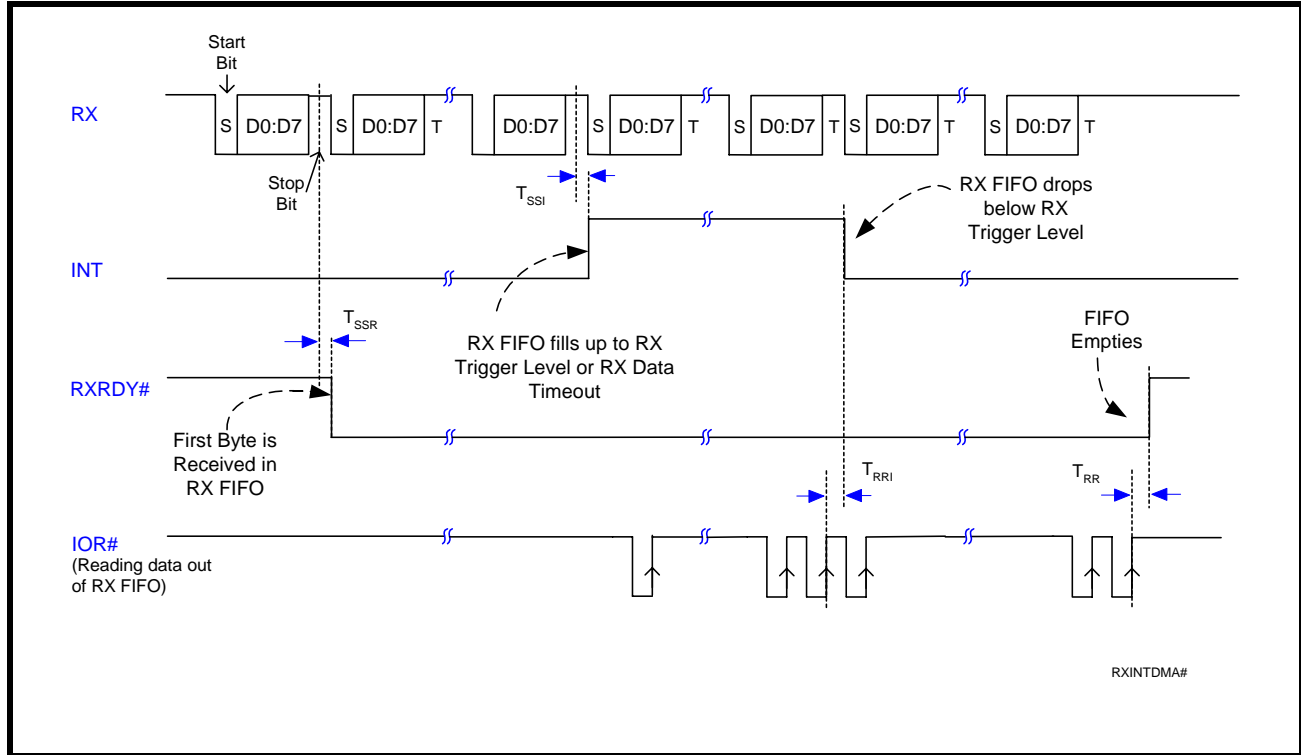 Start
Bit
RX
S D0:D7 S D0:D7 T D0:D7 S D0:D7 T S D0:D7 T S D0:D7 T S D0:D7 T
Stop
Bit
TSSI
RX FIFO drops
below RX
Trigger Level
INT
TSSR
RX FIFO fills up to RX
Trigger Level or RX Data
Timeout
FIFO
Empties
RXRDY#
First Byte is
Received in
RX FIFO
TRRI
TRR
IOR#
(Reading data out
of RX FIFO)
RXINTDMA#